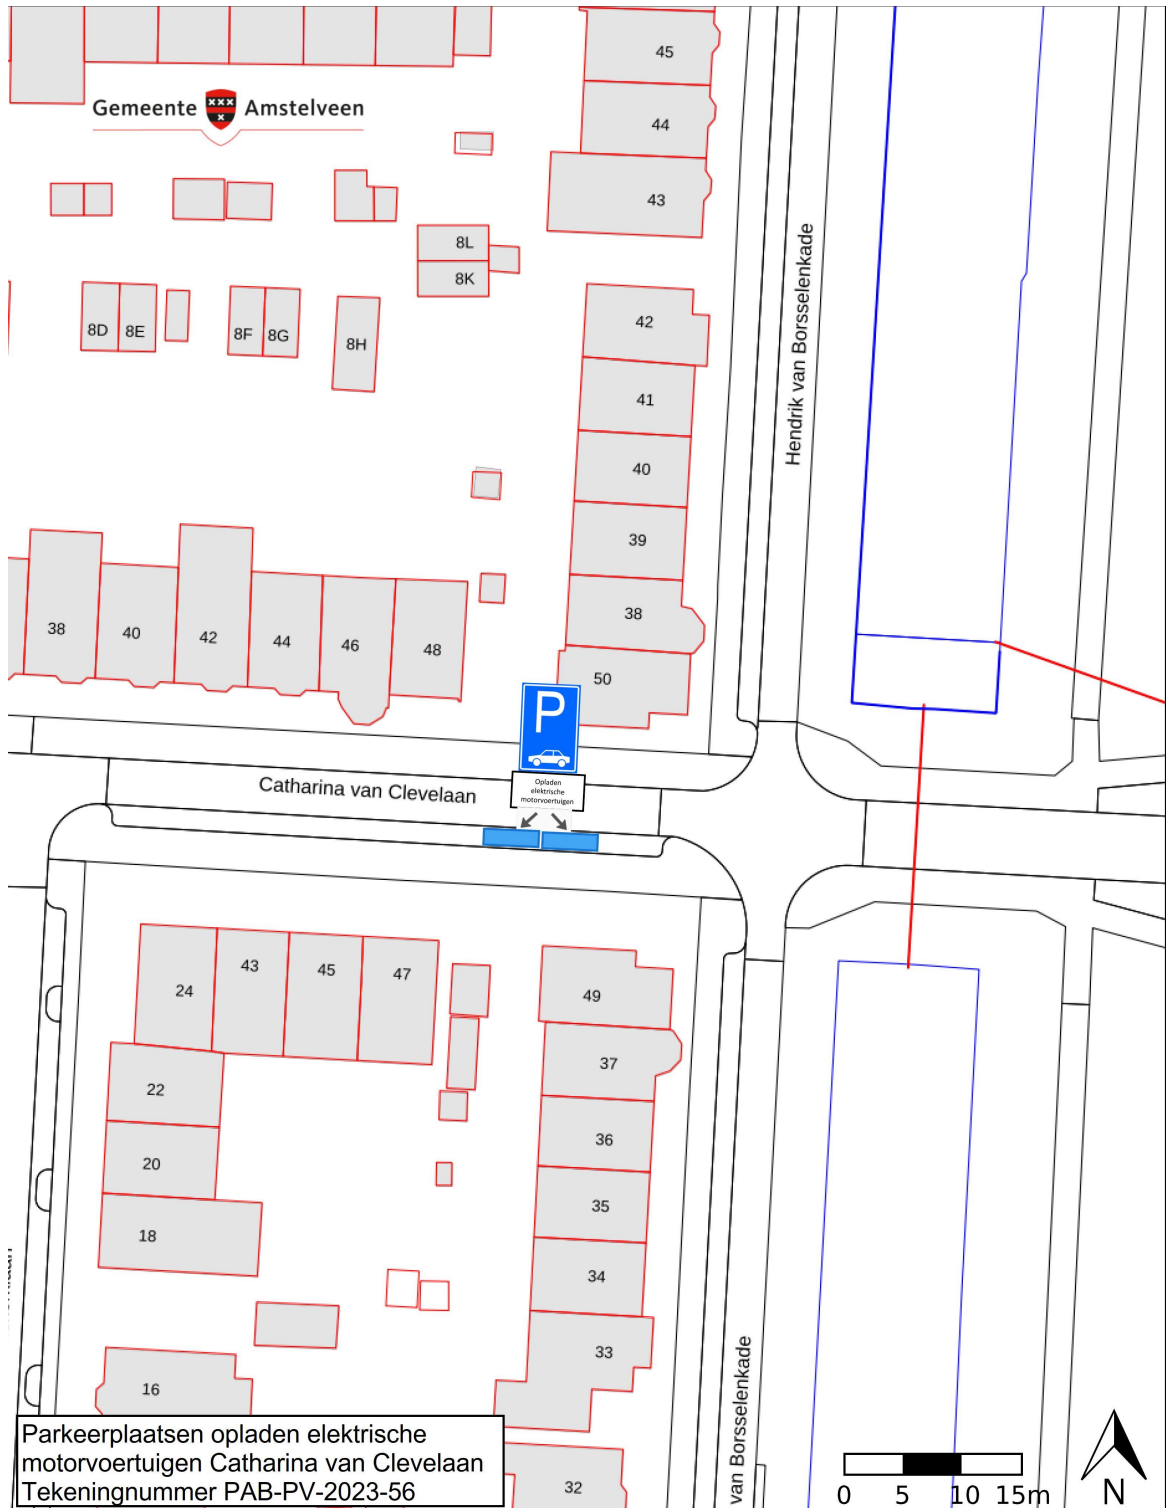 45
Gemeente Amstelveen
44
43
8L
8K
Hendrik van Borsselenkade
42
8D 8E 8F 8G 8H
41
40
39
38
38 40 42 44 46 48
50
P
Catharina van Clevelaan
Opladen
elektrische
motorvoertuigen
24 43 45 47
49
37
22
36
20
35
18
34
33
16
van Borsselenkade
32
Parkeerplaatsen opladen elektrische
motorvoertuigen Catharina van Clevelaan
Tekeningnummer PAB-PV-2023-56
0 5 10 15m
N